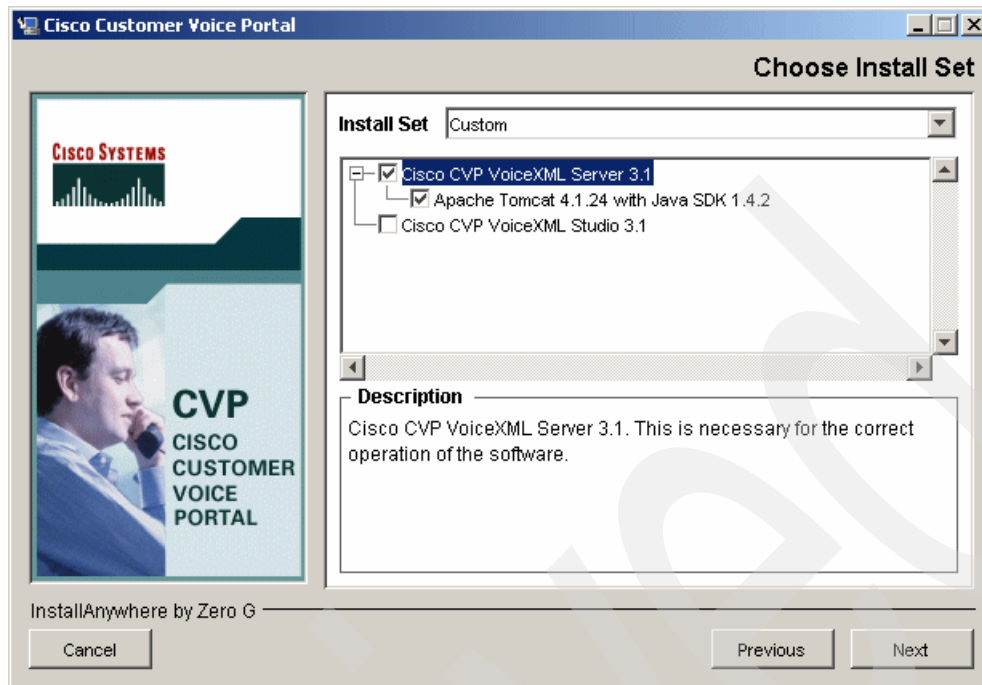 Cisco Customer Voice Portal
Choose Install Set
CISCO SYSTEMS
CVP
CISCO
CUSTOMER
VOICE
PORTAL
Install Set Custom
Cisco CVP VoiceXML Server 3.1
Apache Tomcat 4.1.24 with Java SDK 1.4.2
Cisco CVP VoiceXML Studio 3.1
Description
Cisco CVP VoiceXML Server 3.1. This is necessary for the correct
operation of the software.
InstallAnywhere by Zero G
Cancel
Previous
Next